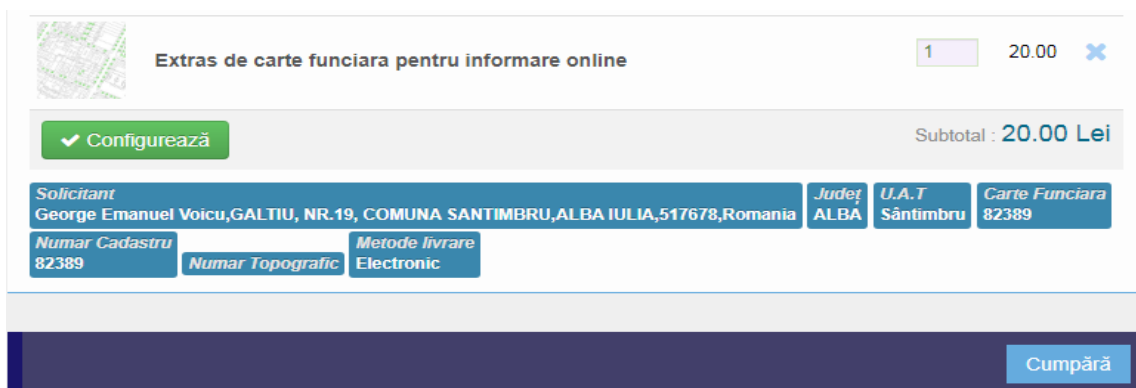 Extras de carte funciara pentru informare online 1 20.00
Configurează Subtotal : 20.00 Lei
Solicitant Județ U.A.T Carte Funciara
George Emanuel Voicu,GALTIU, NR.19, COMUNA SANTIMBRU,ALBA IULIA,517678,Romania ALBA Sântimbru 82389
Numar Cadastru Metode livrare
82389 Numar Topografic Electronic
Cumpără